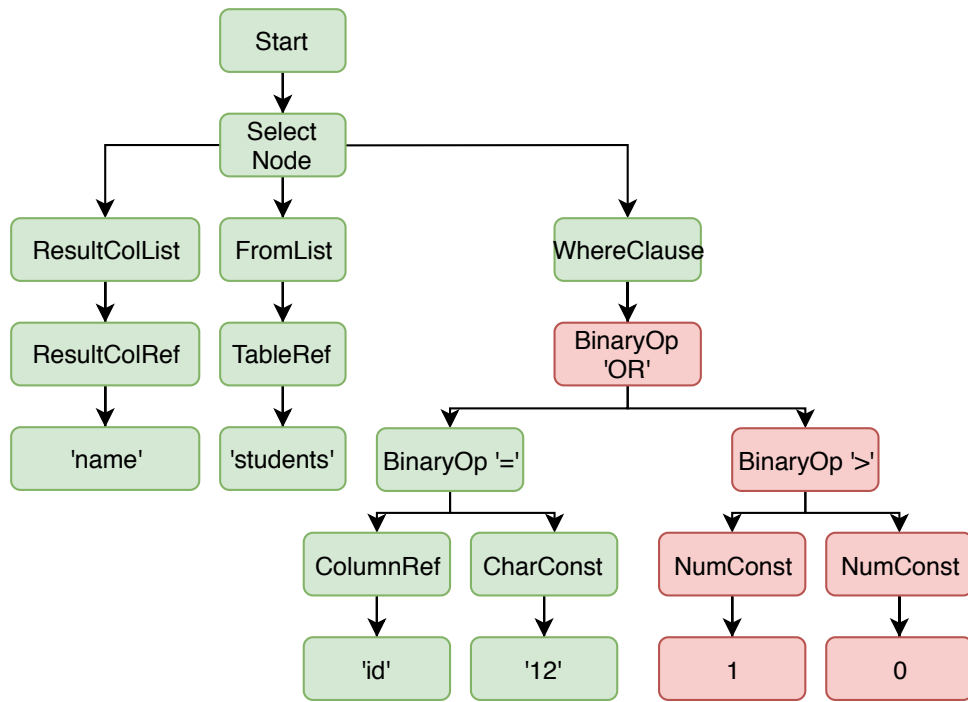 Start
Select
Node
ResultColList
FromList
WhereClause
ResultColRef
TableRef
BinaryOp
'OR'
'name'
'students'
BinaryOp '='
BinaryOp '>'
ColumnRef
CharConst
NumConst
NumConst
'id'
'12'
1
0